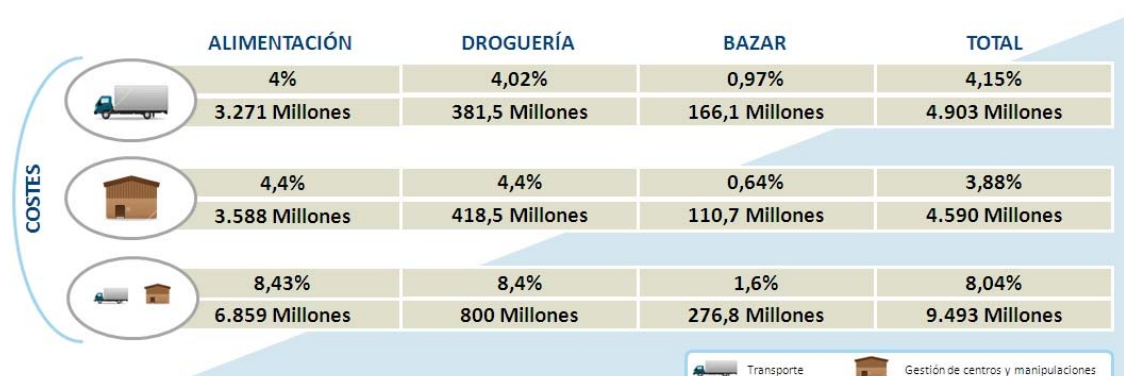 ALIMENTACIÓN DROGUERÍA BAZAR TOTAL
4% 4,02% 0,97% 4,15%
3.271 Millones 381,5 Millones 166,1 Millones 4.903 Millones
COSTES
4,4% 4,4% 0,64% 3,88%
3.588 Millones 418,5 Millones 110,7 Millones 4.590 Millones
8,43% 8,4% 1,6% 8,04%
6.859 Millones 800 Millones 276,8 Millones 9.493 Millones
Transporte Gestión de centros y manipulaciones